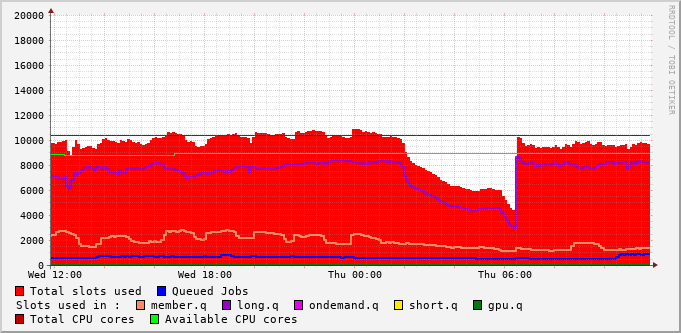 20000
18000
16000
14000
12000
10000
8000
6000
4000
2000
0
Wed 12:00 Wed 18:00 Thu 00:00 Thu 06:00
Total slots used Queued Jobs
Slots used in : member.q long.q ondemand.q short.q gpu.q
Total CPU cores Available CPU cores
RRDTOOL / TOBI OETIKER